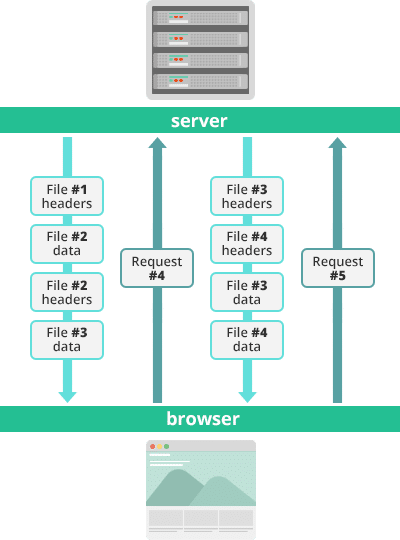 server
File #1
headers
File #2
data
File #2
headers
File #3
data
Request
#4
File #3
headers
File #4
headers
File #3
data
File #4
data
Request
#5
browser